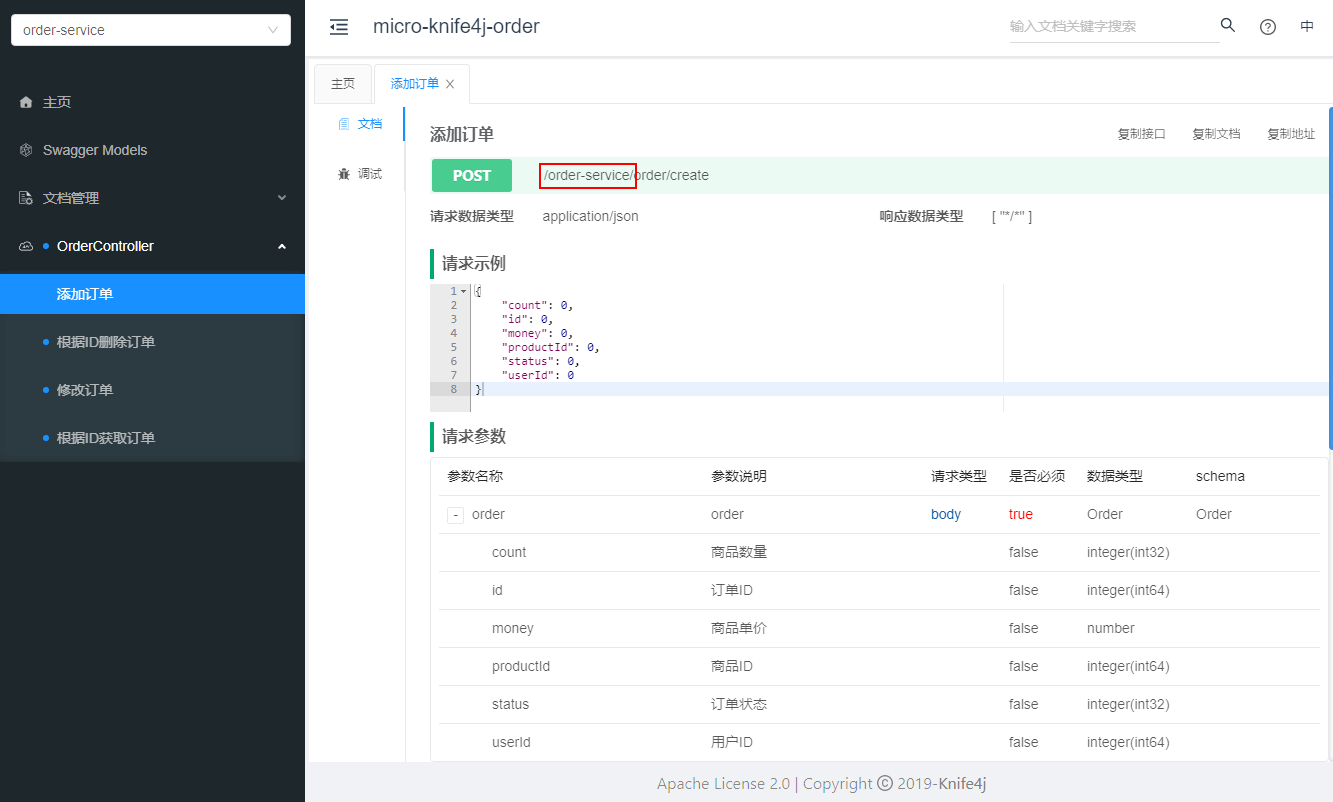 order-service
主页
Swagger Models
文档管理
OrderController
添加订单
根据ID删除订单
修改订单
根据ID获取订单
micro-knife4j-order
输入文档关键字搜索
中
主页
添加订单
文档
调试
添加订单
复制接口 复制文档 复制地址
POST /order-service/order/create
请求数据类型 application/json 响应数据类型 [ "*/*" ]
请求示例
1 {
2 "count": 0,
3 "id": 0,
4 "money": 0,
5 "productId": 0,
6 "status": 0,
7 "userId": 0
8 }
请求参数
参数名称 参数说明 请求类型 是否必须 数据类型 schema
- order order body true Order Order
count 商品数量 false integer(int32)
id 订单ID false integer(int64)
money 商品单价 false number
productId 商品ID false integer(int64)
status 订单状态 false integer(int32)
userId 用户ID false integer(int64)
Apache License 2.0 | Copyright © 2019-Knife4j